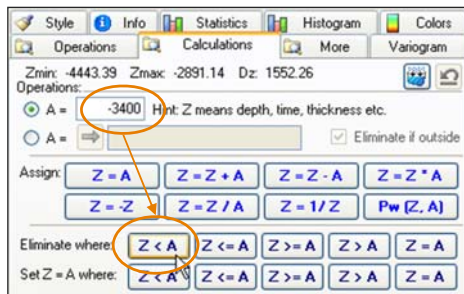 Style Info Statistics Histogram Colors
Operations Calculations More Variogram
Zmin: -4443.39 Zmax: -2891.14 Dz: 1552.26
Operations:
A = -3400 Hint: Z means depth, time, thickness etc.
A = Eliminate if outside
Assign: Z = A Z = Z + A Z = Z - A Z = Z * A
Z = -Z Z = Z / A Z = 1 / Z Pw (Z, A)
Eliminate where: Z < A Z <= A Z >= A Z > A Z = A
Set Z = A where: Z < A Z <= A Z >= A Z > A Z = A